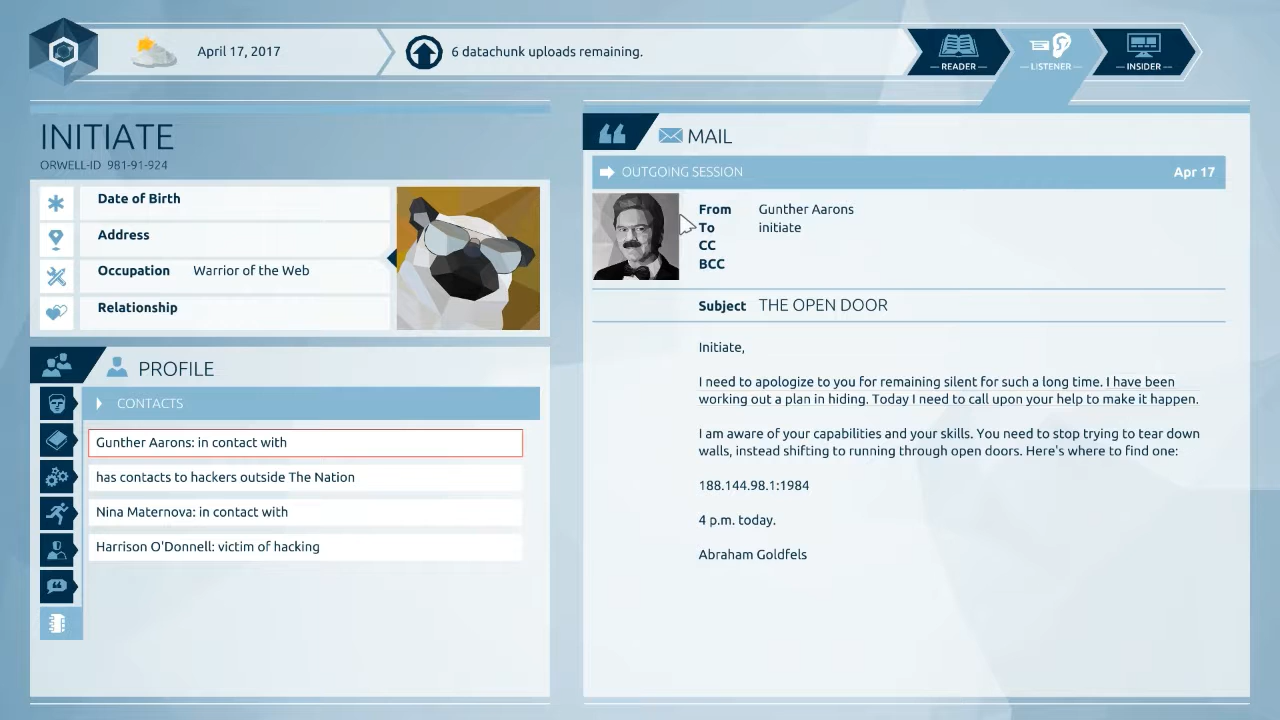 April 17, 2017
6 datachunk uploads remaining.
— READER —
— LISTENER —
— INSIDER —
INITIATE
ORWELL-ID 981-91-924
Date of Birth
Address
Occupation Warrior of the Web
Relationship
PROFILE
CONTACTS
Gunther Aarons: in contact with
has contacts to hackers outside The Nation
Nina Maternova: in contact with
Harrison O'Donnell: victim of hacking
MAIL
OUTGOING SESSION Apr 17
From Gunther Aarons
To initiate
CC
BCC
Subject THE OPEN DOOR
Initiate,
I need to apologize to you for remaining silent for such a long time. I have been
working out a plan in hiding. Today I need to call upon your help to make it happen.
I am aware of your capabilities and your skills. You need to stop trying to tear down
walls, instead shifting to running through open doors. Here's where to find one:
188.144.98.1:1984
4 p.m. today.
Abraham Goldfels